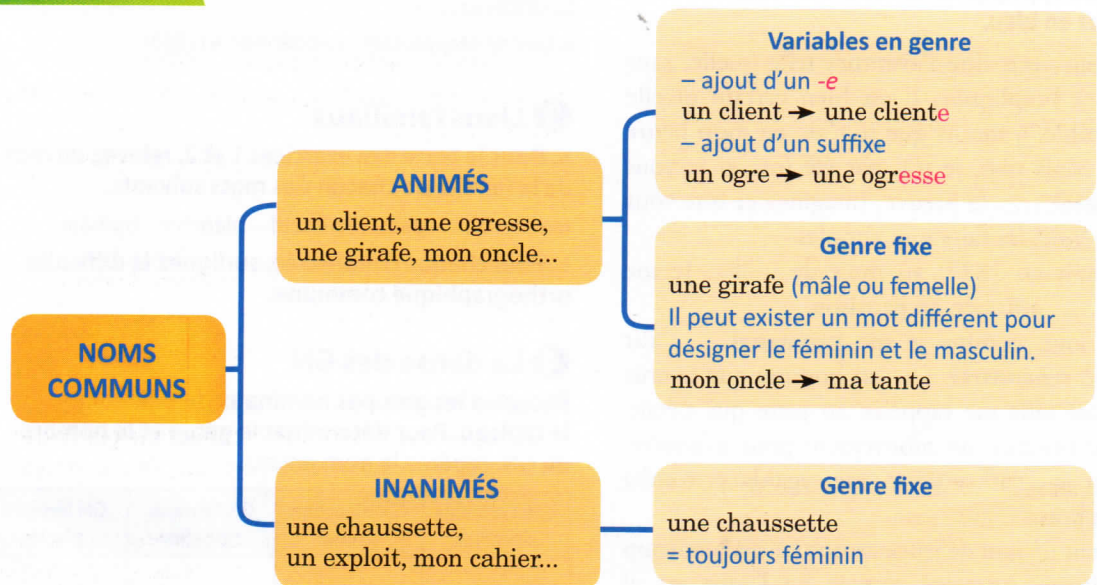 NOMS
COMMUNS
ANIMÉS
un client, une ogresse,
une girafe, mon oncle...
Variables en genre
– ajout d'un -e
un client ➔ une cliente
– ajout d'un suffixe
un ogre ➔ une ogresse
Genre fixe
une girafe (mâle ou femelle)
Il peut exister un mot différent pour
désigner le féminin et le masculin.
mon oncle ➔ ma tante
INANIMÉS
une chaussette,
un exploit, mon cahier...
Genre fixe
une chaussette
= toujours féminin